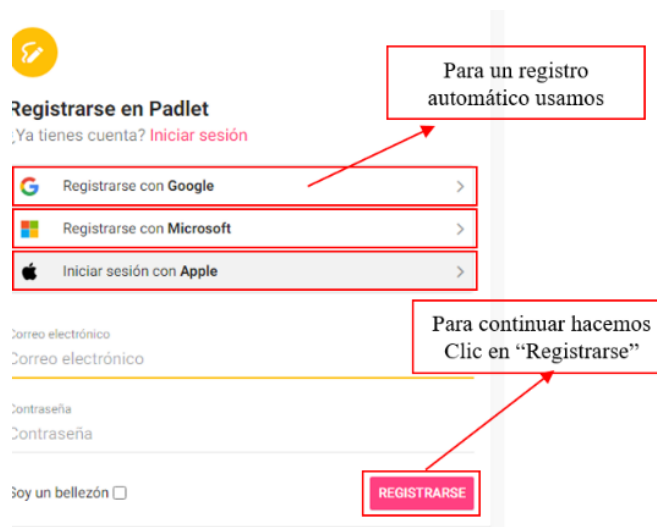 Para un registro
automático usamos
Registrarse en Padlet
¿Ya tienes cuenta? Iniciar sesión
Registrarse con Google
Registrarse con Microsoft
Iniciar sesión con Apple
Para continuar hacemos
Clic en “Registrarse”
Correo electrónico
Correo electrónico
Contraseña
Contraseña
Soy un bellezón
REGISTRARSE